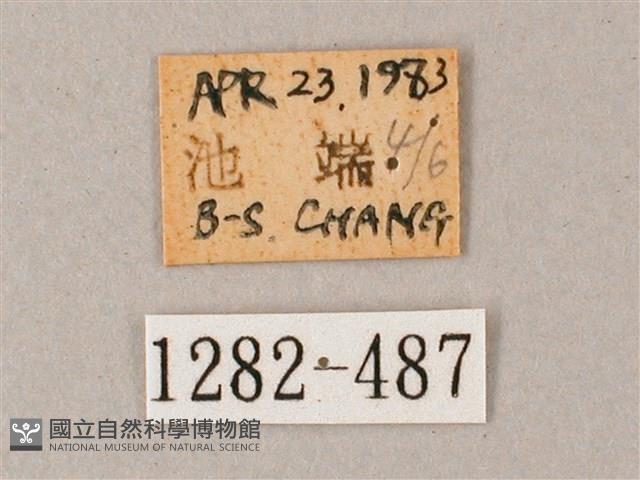 APR 23.1983
池 端 4/6
B-S. CHANG
1282-487
國立自然科學博物館
NATIONAL MUSEUM OF NATURAL SCIENCE